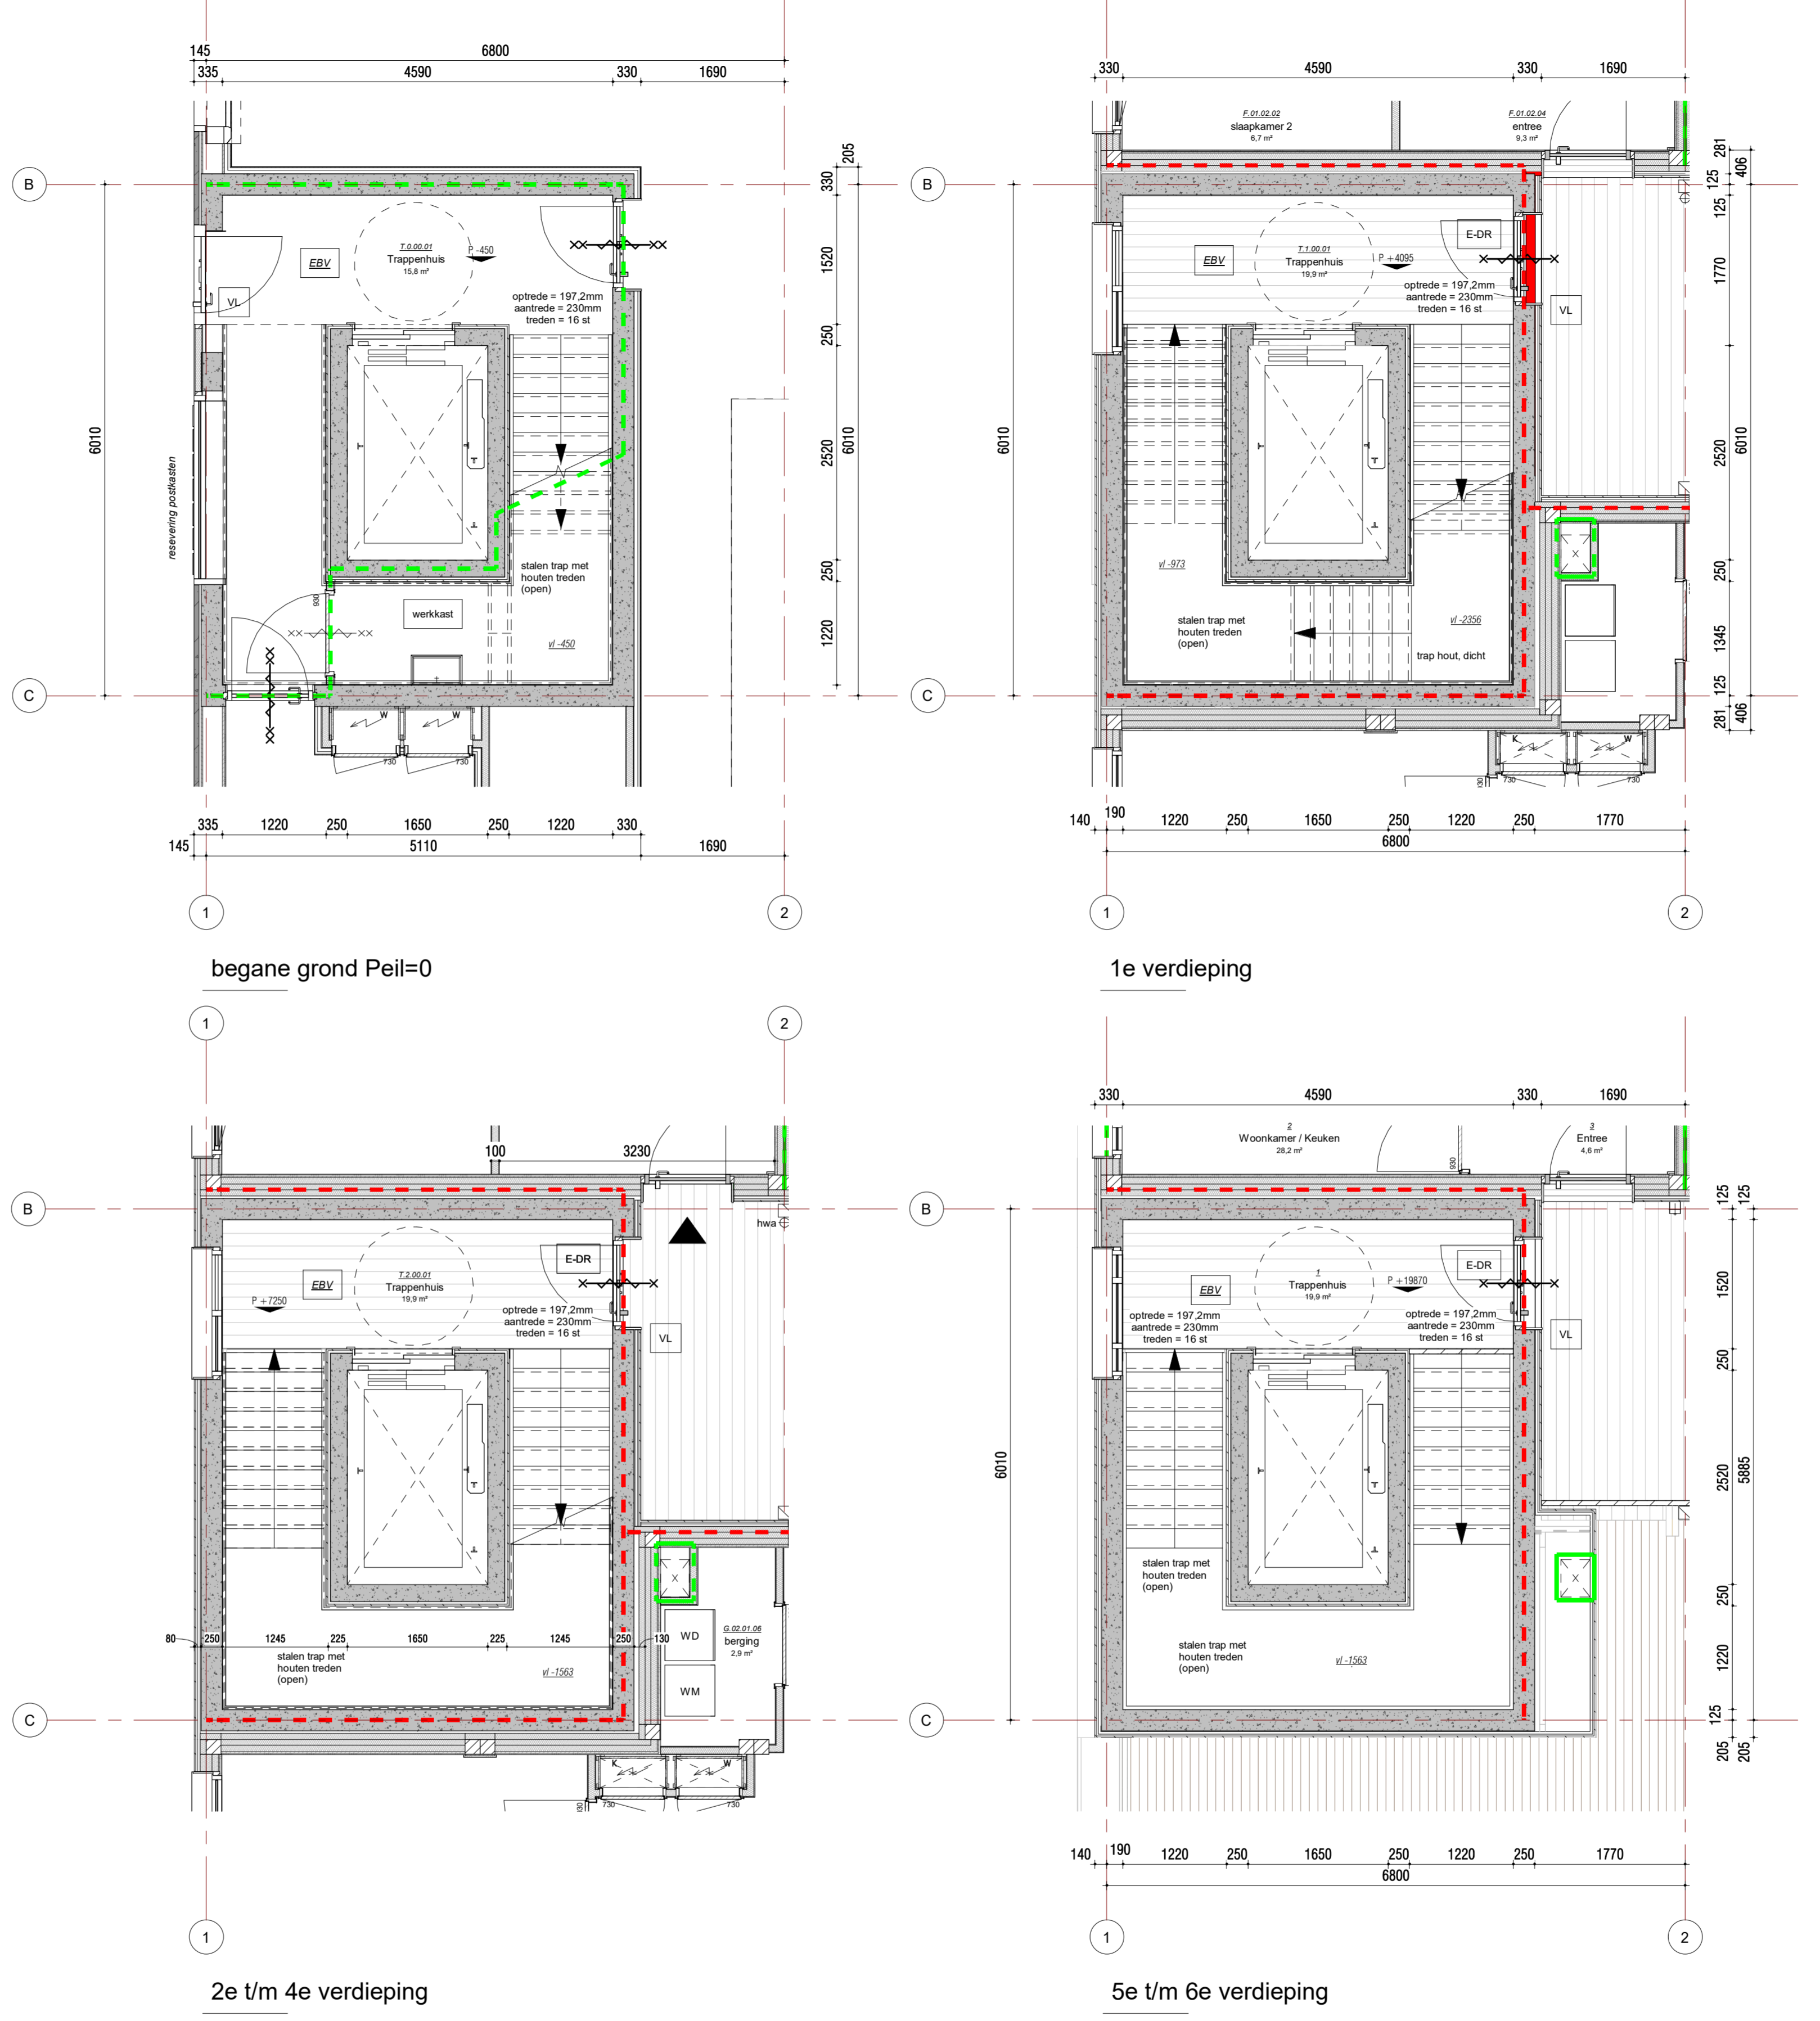 145
6800
335
4590
330
1690
B
205
330
T.0.00.01
Trappenhuis
15,8 m²
P -450
EBV
VL
optrede = 197,2mm
aantrede = 230mm
treden = 16 st
1520
250
6010
2520
6010
resevering postkasten
stalen trap met
houten treden
(open)
250
930
werkkast
vl -450
1220
C
W
W
730
730
335
1220
250
1650
250
1220
330
145
5110
1690
1
2
begane grond Peil=0
330
4590
330
1690
F.01.02.02
slaapkamer 2
6,7 m²
F.01.02.04
entree
9,3 m²
281
406
B
125
125
E-DR
T.1.00.01
Trappenhuis
19,9 m²
P +4095
EBV
optrede = 197,2mm
aantrede = 230mm
treden = 16 st
VL
1770
250
6010
2520
6010
X
vl -973
250
stalen trap met
houten treden
(open)
vl -2356
trap hout, dicht
1345
C
125
281
406
K
W
730
730
140
190
1220
250
1650
250
1220
250
1770
6800
1
2
1e verdieping
1
2
100
3230
B
hwa
E-DR
T.2.00.01
Trappenhuis
19,9 m²
EBV
P +7250
optrede = 197,2mm
aantrede = 230mm
treden = 16 st
VL
X
80
250
1245
225
1650
225
1245
250
130
WD
G.02.01.06
berging
2,9 m²
stalen trap met
houten treden
(open)
vl -1563
WM
C
K
W
730
730
1
2e t/m 4e verdieping
330
4590
330
1690
2
Woonkamer / Keuken
28,2 m²
3
Entree
4,6 m²
930
125
125
B
E-DR
1
Trappenhuis
19,9 m²
P +19870
EBV
optrede = 197,2mm
aantrede = 230mm
treden = 16 st
optrede = 197,2mm
aantrede = 230mm
treden = 16 st
VL
1520
250
6010
2520
5885
stalen trap met
houten treden
(open)
X
250
stalen trap met
houten treden
(open)
vl -1563
1220
C
125
205
205
140
190
1220
250
1650
250
1220
250
1770
6800
1
2
5e t/m 6e verdieping